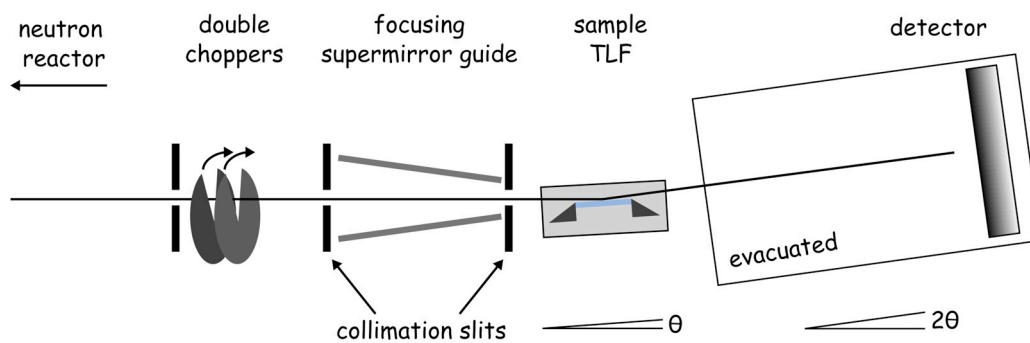 neutron
reactor
double
choppers
focusing
supermirror guide
sample
TLF
detector
evacuated
collimation slits
θ
2θ